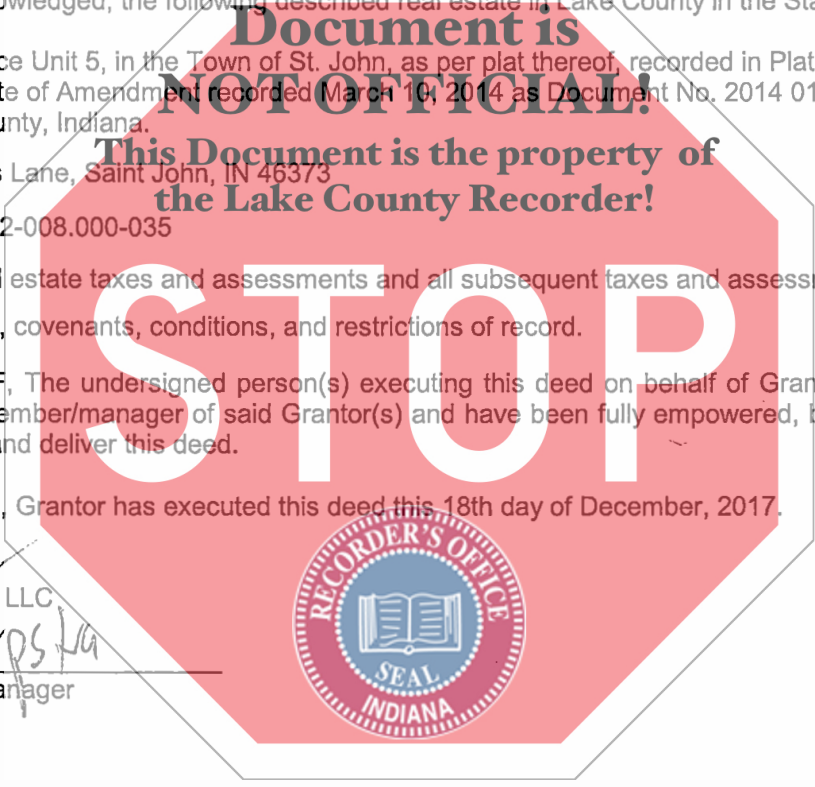 wledged, the following described real estate in Lake County in the Sta
Document is
ce Unit 5, in the Town of St. John, as per plat thereof, recorded in Plat
NOT OFFICIAL!
te of Amendment recorded March 10, 2014 as Document No. 2014 01
unty, Indiana.
This Document is the property of
s Lane, Saint John, IN 46373
the Lake County Recorder!
2-008.000-035
estate taxes and assessments and all subsequent taxes and assessm
, covenants, conditions, and restrictions of record.
STOP
, The undersigned person(s) executing this deed on behalf of Gran
ember/manager of said Grantor(s) and have been fully empowered, b
nd deliver this deed.
, Grantor has executed this deed this 18th day of December, 2017.
RECORDER'S OFFICE
LLC
SEAL
anager
INDIANA